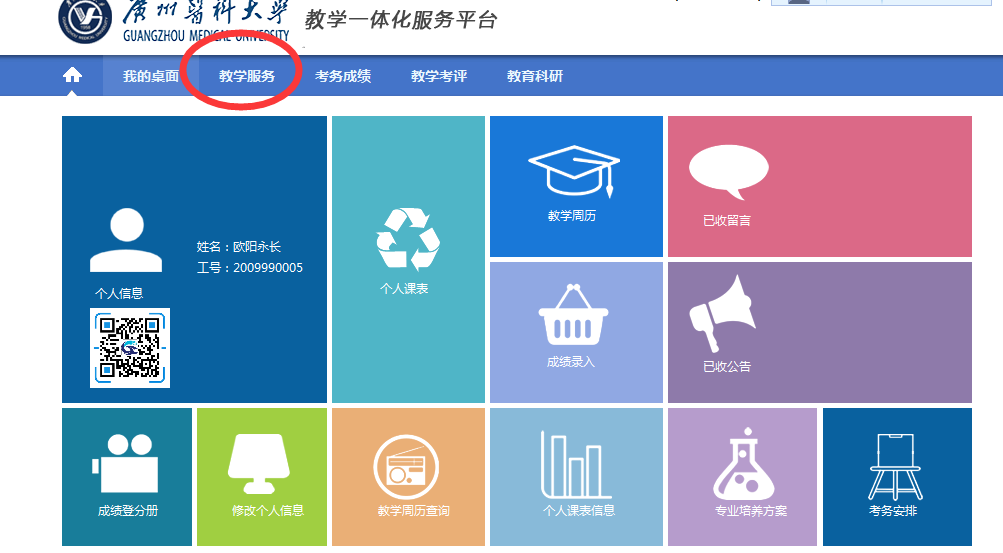 廣州醫科大學
GUANGZHOU MEDICAL UNIVERSITY
教学一体化服务平台
我的桌面 教学服务 考务成绩 教学考评 教育科研
姓名：欧阳永长
工号：2009990005
个人信息
个人课表
教学周历
已收留言
成绩录入
已收公告
成绩登分册
修改个人信息
教学周历查询
个人课表信息
专业培养方案
考务安排